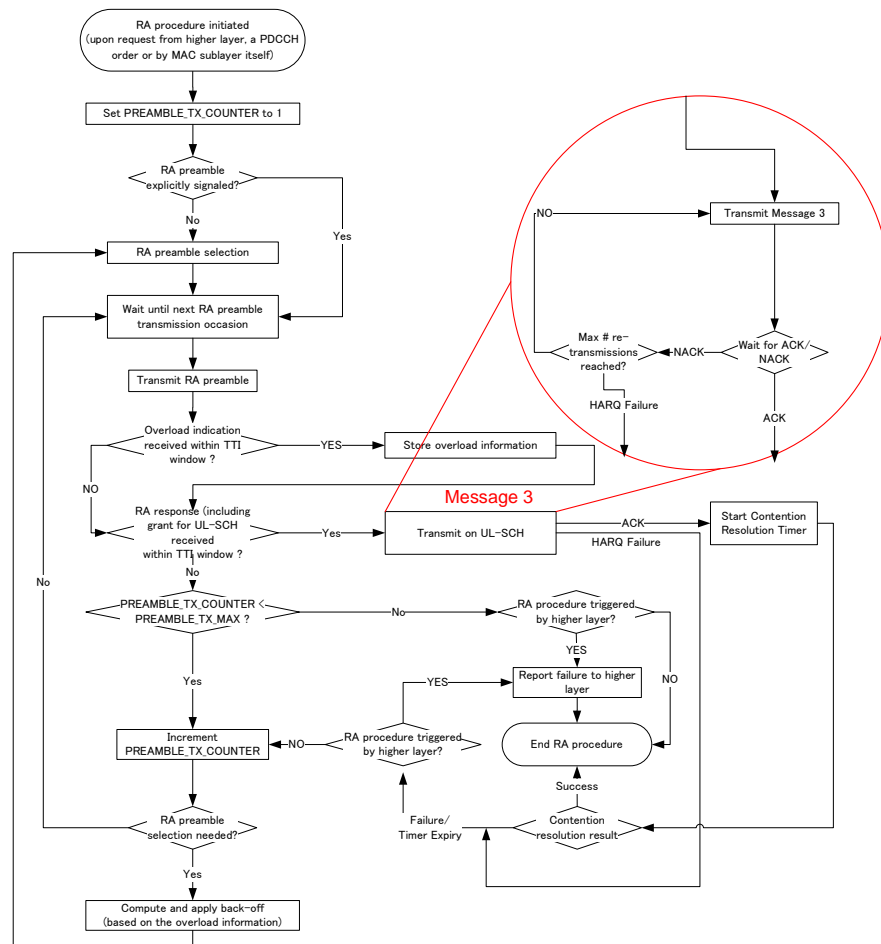 RA procedure initiated
(upon request from higher layer, a PDCCH
order or by MAC sublayer itself)
Set PREAMBLE_TX_COUNTER to 1
RA preamble
explicitly signaled?
No
Yes
RA preamble selection
Wait until next RA preamble
transmission occasion
Transmit RA preamble
Overload indication
received within TTI
window ?
YES
Store overload information
NO
RA response (including
grant for UL-SCH
received
within TTI window ?
Yes
Message 3
Transmit on UL-SCH
ACK
HARQ Failure
Start Contention
Resolution Timer
NO
Transmit Message 3
Max # re-
transmissions
reached?
NACK
Wait for ACK/
NACK
HARQ Failure
ACK
No
No
PREAMBLE_TX_COUNTER <
PREAMBLE_TX_MAX ?
No
RA procedure triggered
by higher layer?
YES
NO
Yes
YES
Report failure to higher
layer
Increment
PREAMBLE_TX_COUNTER
NO
RA procedure triggered
by higher layer?
End RA procedure
Success
Failure/
Timer Expiry
Contention
resolution result
RA preamble
selection needed?
Yes
Compute and apply back-off
(based on the overload information)